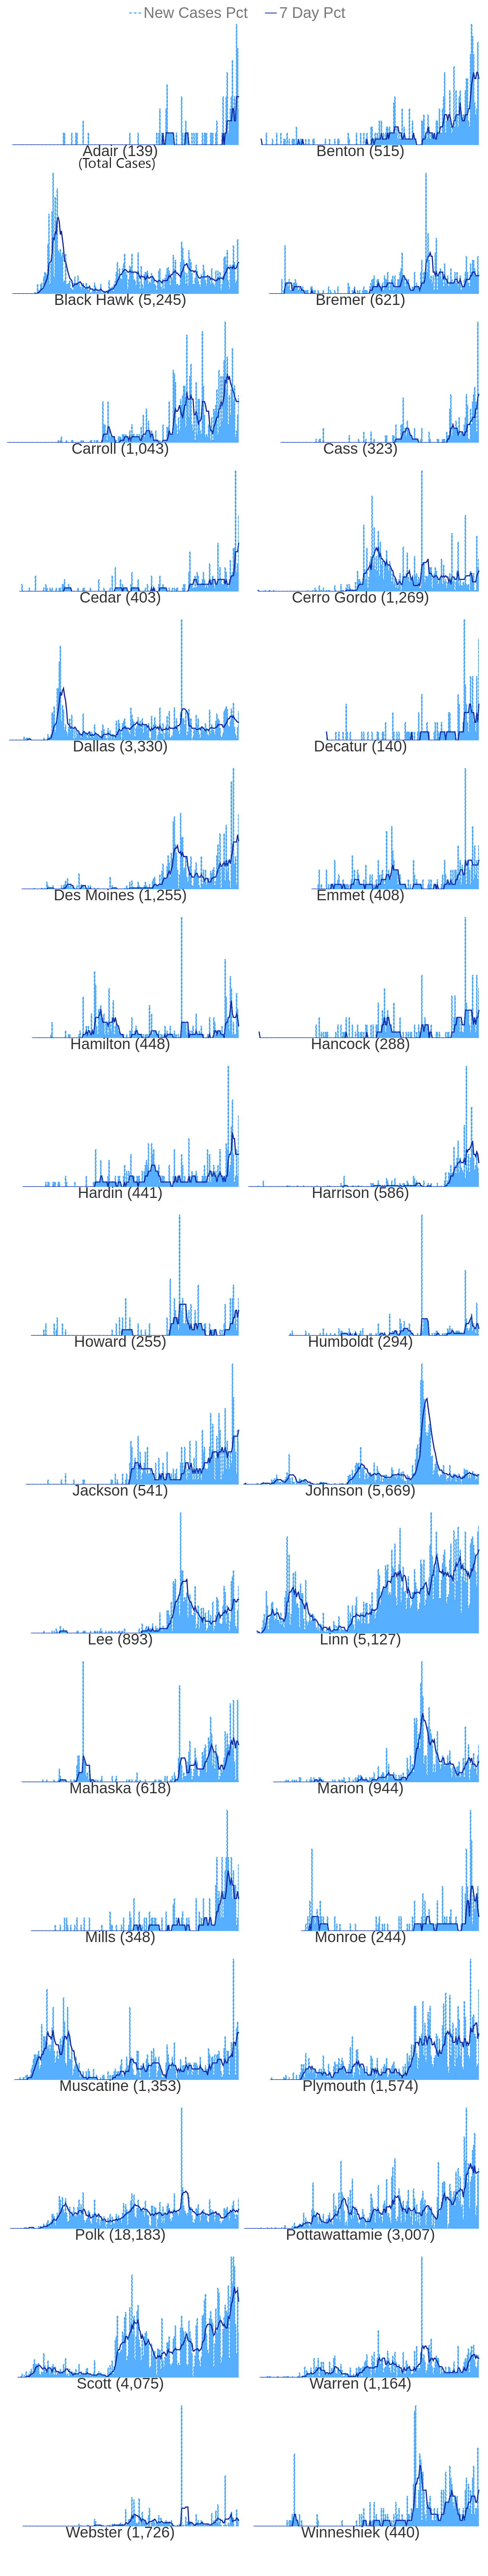 New Cases Pct 7 Day Pct
Adair (139) Benton (515)
(Total Cases)
Black Hawk (5,245) Bremer (621)
Carroll (1,043) Cass (323)
Cedar (403) Cerro Gordo (1,269)
Dallas (3,330) Decatur (140)
Des Moines (1,255) Emmet (408)
Hamilton (448) Hancock (288)
Hardin (441) Harrison (586)
Howard (255) Humboldt (294)
Jackson (541) Johnson (5,669)
Lee (893) Linn (5,127)
Mahaska (618) Marion (944)
Mills (348) Monroe (244)
Muscatine (1,353) Plymouth (1,574)
Polk (18,183) Pottawattamie (3,007)
Scott (4,075) Warren (1,164)
Webster (1,726) Winneshiek (440)